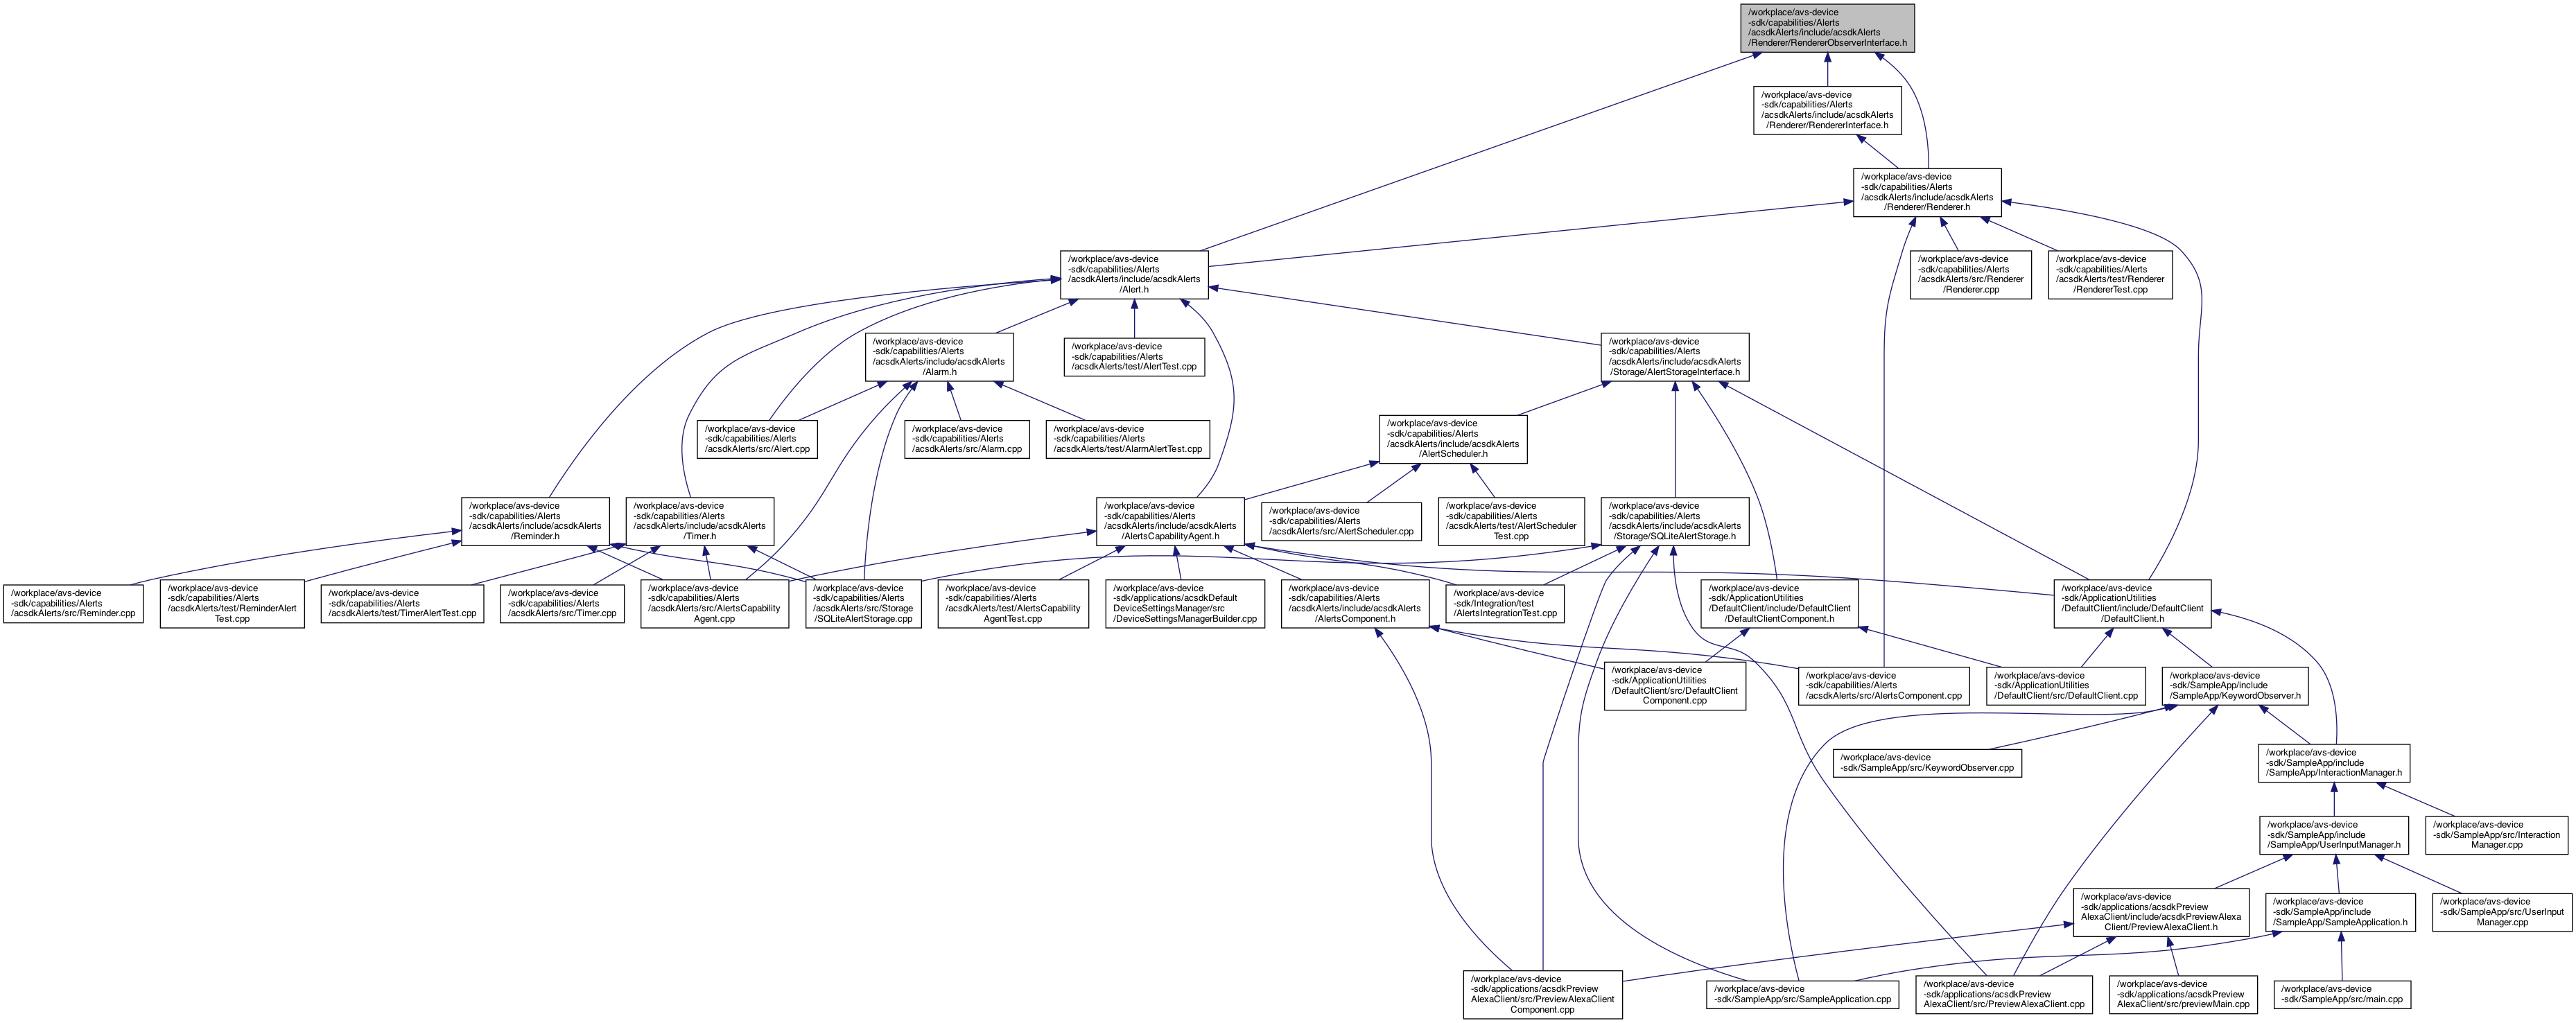 /workplace/avs-device
-sdk/capabilities/Alerts
/acsdkAlerts/include/acsdkAlerts
/Renderer/RendererObserverInterface.h
/workplace/avs-device
-sdk/capabilities/Alerts
/acsdkAlerts/include/acsdkAlerts
/Renderer/RendererInterface.h
/workplace/avs-device
-sdk/capabilities/Alerts
/acsdkAlerts/include/acsdkAlerts
/Renderer/Renderer.h
/workplace/avs-device
-sdk/capabilities/Alerts
/acsdkAlerts/include/acsdkAlerts
/Alert.h
/workplace/avs-device
-sdk/capabilities/Alerts
/acsdkAlerts/src/Renderer
/Renderer.cpp
/workplace/avs-device
-sdk/capabilities/Alerts
/acsdkAlerts/test/Renderer
/RendererTest.cpp
/workplace/avs-device
-sdk/capabilities/Alerts
/acsdkAlerts/include/acsdkAlerts
/Alarm.h
/workplace/avs-device
-sdk/capabilities/Alerts
/acsdkAlerts/test/AlertTest.cpp
/workplace/avs-device
-sdk/capabilities/Alerts
/acsdkAlerts/include/acsdkAlerts
/Storage/AlertStorageInterface.h
/workplace/avs-device
-sdk/capabilities/Alerts
/acsdkAlerts/src/Alert.cpp
/workplace/avs-device
-sdk/capabilities/Alerts
/acsdkAlerts/src/Alarm.cpp
/workplace/avs-device
-sdk/capabilities/Alerts
/acsdkAlerts/test/AlarmAlertTest.cpp
/workplace/avs-device
-sdk/capabilities/Alerts
/acsdkAlerts/include/acsdkAlerts
/AlertScheduler.h
/workplace/avs-device
-sdk/capabilities/Alerts
/acsdkAlerts/include/acsdkAlerts
/Reminder.h
/workplace/avs-device
-sdk/capabilities/Alerts
/acsdkAlerts/include/acsdkAlerts
/Timer.h
/workplace/avs-device
-sdk/capabilities/Alerts
/acsdkAlerts/include/acsdkAlerts
/AlertsCapabilityAgent.h
/workplace/avs-device
-sdk/capabilities/Alerts
/acsdkAlerts/src/AlertScheduler.cpp
/workplace/avs-device
-sdk/capabilities/Alerts
/acsdkAlerts/test/AlertScheduler
Test.cpp
/workplace/avs-device
-sdk/capabilities/Alerts
/acsdkAlerts/include/acsdkAlerts
/Storage/SQLiteAlertStorage.h
/workplace/avs-device
-sdk/capabilities/Alerts
/acsdkAlerts/src/Reminder.cpp
/workplace/avs-device
-sdk/capabilities/Alerts
/acsdkAlerts/test/ReminderAlert
Test.cpp
/workplace/avs-device
-sdk/capabilities/Alerts
/acsdkAlerts/test/TimerAlertTest.cpp
/workplace/avs-device
-sdk/capabilities/Alerts
/acsdkAlerts/src/Timer.cpp
/workplace/avs-device
-sdk/capabilities/Alerts
/acsdkAlerts/src/AlertsCapability
Agent.cpp
/workplace/avs-device
-sdk/capabilities/Alerts
/acsdkAlerts/src/Storage
/SQLiteAlertStorage.cpp
/workplace/avs-device
-sdk/capabilities/Alerts
/acsdkAlerts/test/AlertsCapability
AgentTest.cpp
/workplace/avs-device
-sdk/applications/acsdkDefault
DeviceSettingsManager/src
/DeviceSettingsManagerBuilder.cpp
/workplace/avs-device
-sdk/capabilities/Alerts
/acsdkAlerts/include/acsdkAlerts
/AlertsComponent.h
/workplace/avs-device
-sdk/Integration/test
/AlertsIntegrationTest.cpp
/workplace/avs-device
-sdk/ApplicationUtilities
/DefaultClient/include/DefaultClient
/DefaultClientComponent.h
/workplace/avs-device
-sdk/ApplicationUtilities
/DefaultClient/include/DefaultClient
/DefaultClient.h
/workplace/avs-device
-sdk/ApplicationUtilities
/DefaultClient/src/DefaultClient
Component.cpp
/workplace/avs-device
-sdk/capabilities/Alerts
/acsdkAlerts/src/AlertsComponent.cpp
/workplace/avs-device
-sdk/ApplicationUtilities
/DefaultClient/src/DefaultClient.cpp
/workplace/avs-device
-sdk/SampleApp/include
/SampleApp/KeywordObserver.h
/workplace/avs-device
-sdk/SampleApp/src/KeywordObserver.cpp
/workplace/avs-device
-sdk/SampleApp/include
/SampleApp/InteractionManager.h
/workplace/avs-device
-sdk/SampleApp/include
/SampleApp/UserInputManager.h
/workplace/avs-device
-sdk/SampleApp/src/Interaction
Manager.cpp
/workplace/avs-device
-sdk/applications/acsdkPreview
AlexaClient/include/acsdkPreviewAlexa
Client/PreviewAlexaClient.h
/workplace/avs-device
-sdk/SampleApp/include
/SampleApp/SampleApplication.h
/workplace/avs-device
-sdk/SampleApp/src/UserInput
Manager.cpp
/workplace/avs-device
-sdk/applications/acsdkPreview
AlexaClient/src/PreviewAlexaClient
Component.cpp
/workplace/avs-device
-sdk/SampleApp/src/SampleApplication.cpp
/workplace/avs-device
-sdk/applications/acsdkPreview
AlexaClient/src/PreviewAlexaClient.cpp
/workplace/avs-device
-sdk/applications/acsdkPreview
AlexaClient/src/previewMain.cpp
/workplace/avs-device
-sdk/SampleApp/src/main.cpp